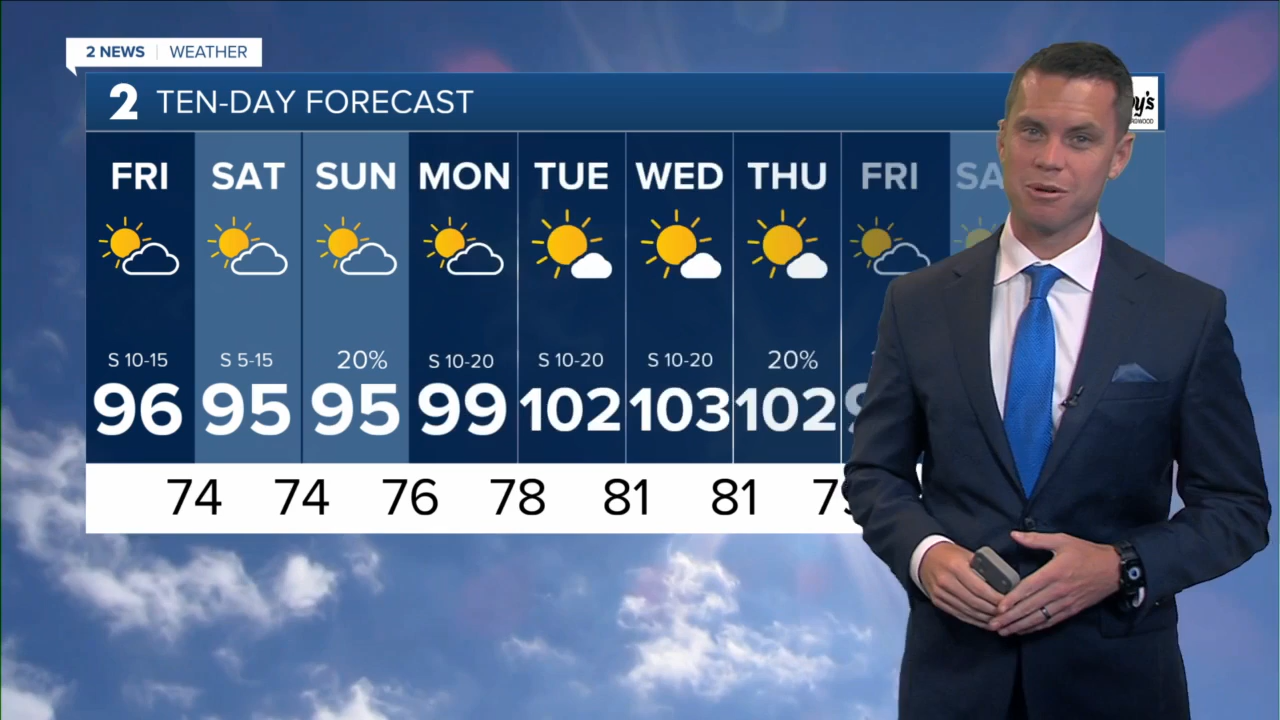 2 NEWS WEATHER
2 TEN-DAY FORECAST
FRI SAT SUN MON TUE WED THU FRI
S 10-15 S 5-15 20% S 10-20 S 10-20 S 10-20 20%
96 95 95 99 102 103 102
74 74 76 78 81 81